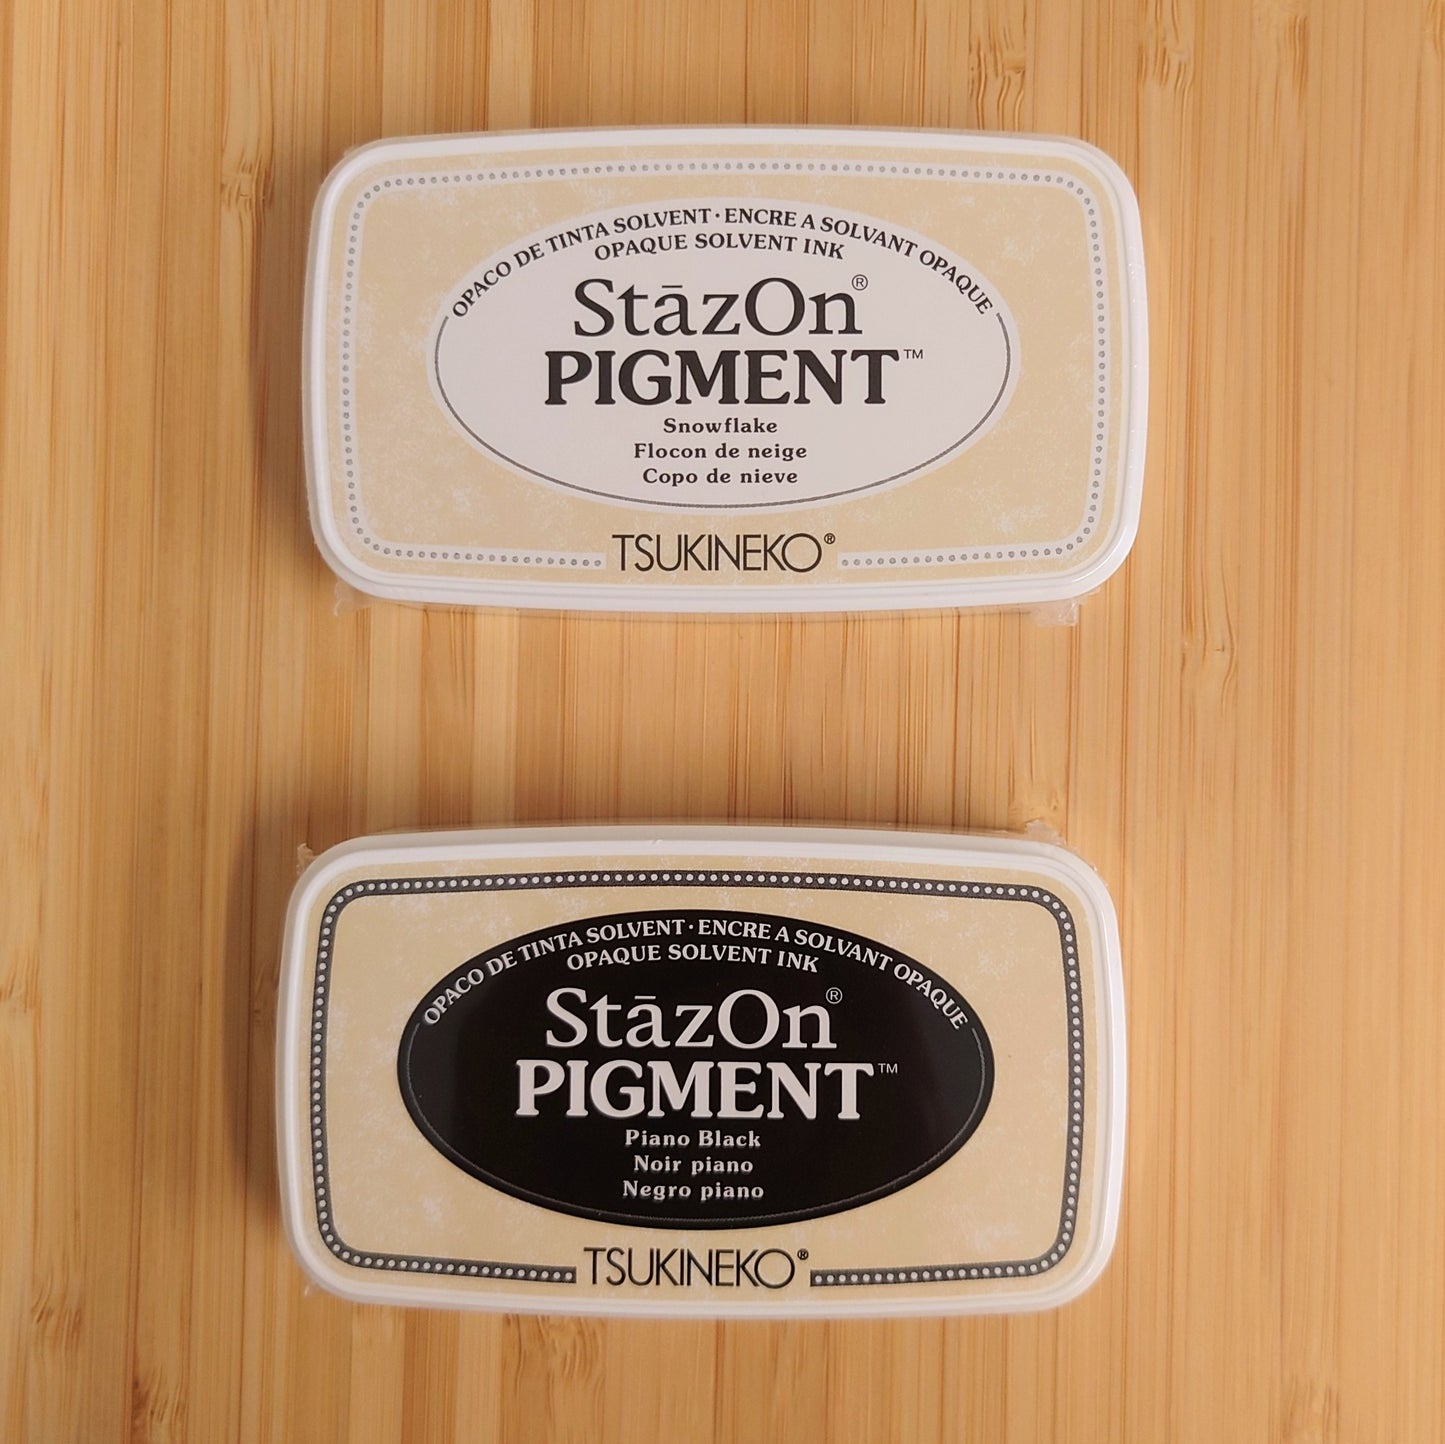 OPACO DE TINTA SOLVENT · ENCRE A SOLVANT OPAQUE
OPAQUE SOLVENT INK
StāzOn®
PIGMENT™
Snowflake
Flocon de neige
Copo de nieve
TSUKINEKO®
OPACO DE TINTA SOLVENT · ENCRE A SOLVANT OPAQUE
OPAQUE SOLVENT INK
StāzOn®
PIGMENT™
Piano Black
Noir piano
Negro piano
TSUKINEKO®